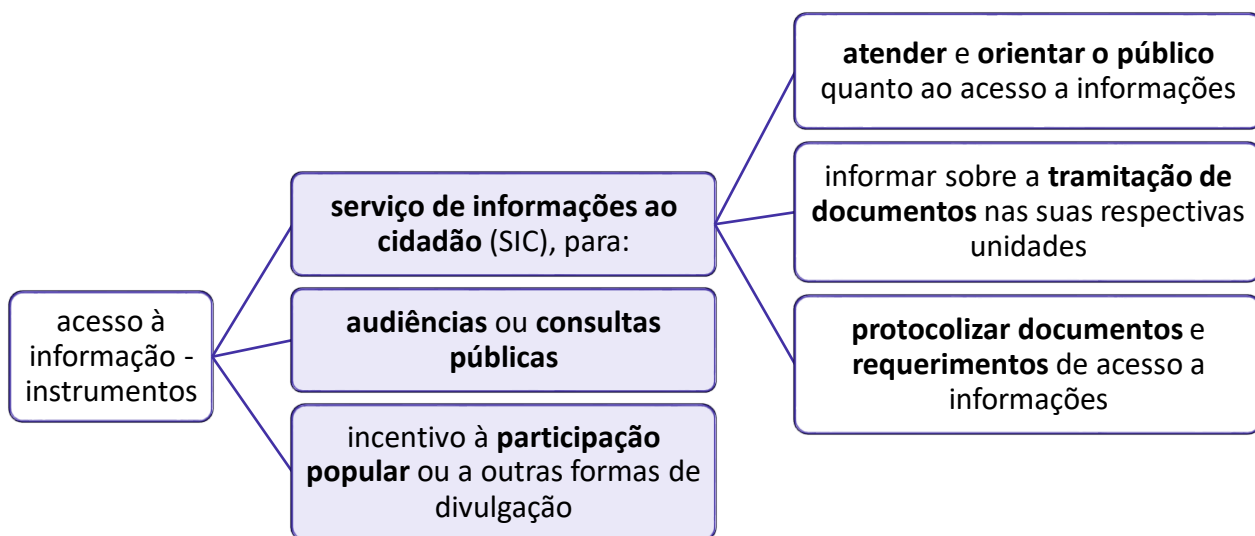 acesso à
informação -
instrumentos
serviço de informações ao
cidadão (SIC), para:
audiências ou consultas
públicas
incentivo à participação
popular ou a outras formas de
divulgação
atender e orientar o público
quanto ao acesso a informações
informar sobre a tramitação de
documentos nas suas respectivas
unidades
protocolizar documentos e
requerimentos de acesso a
informações